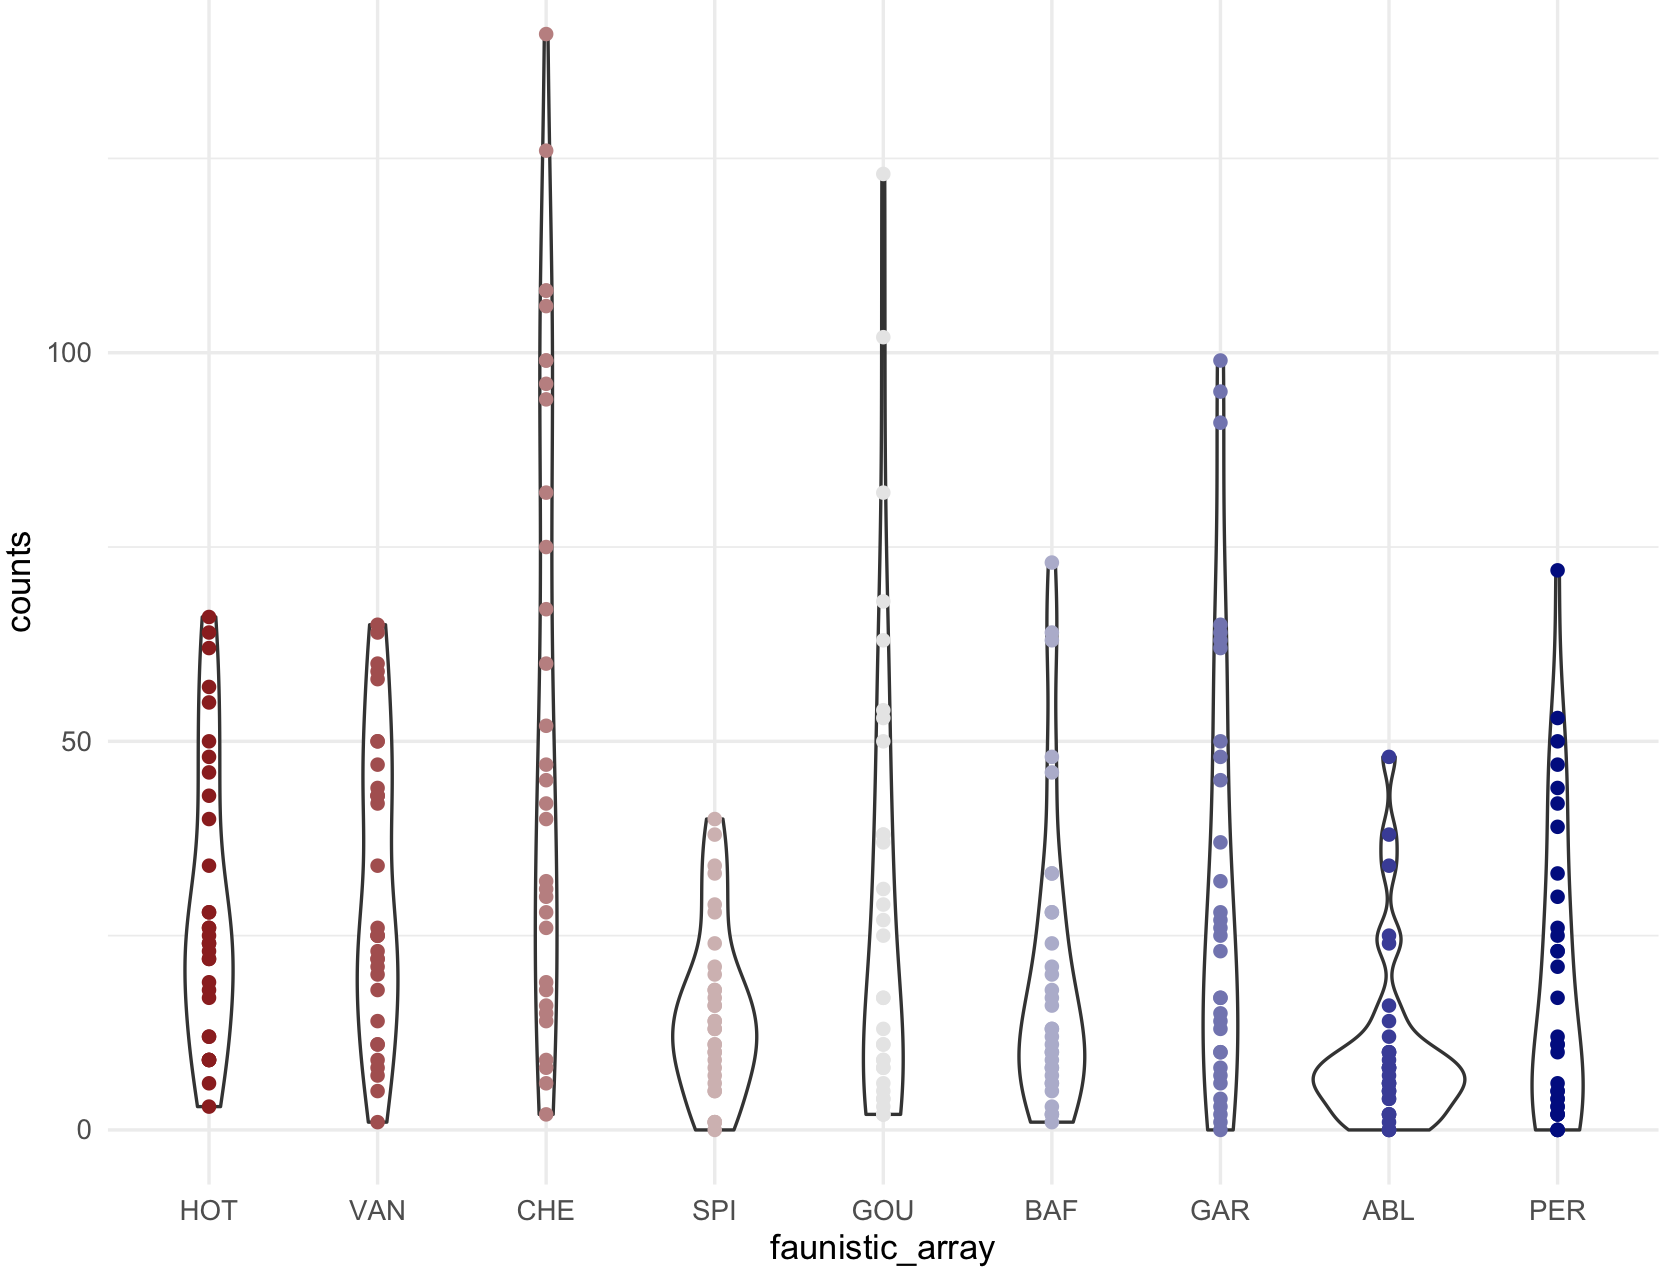 counts
100
50
0
HOT VAN CHE SPI GOU BAF GAR ABL PER
faunistic_array